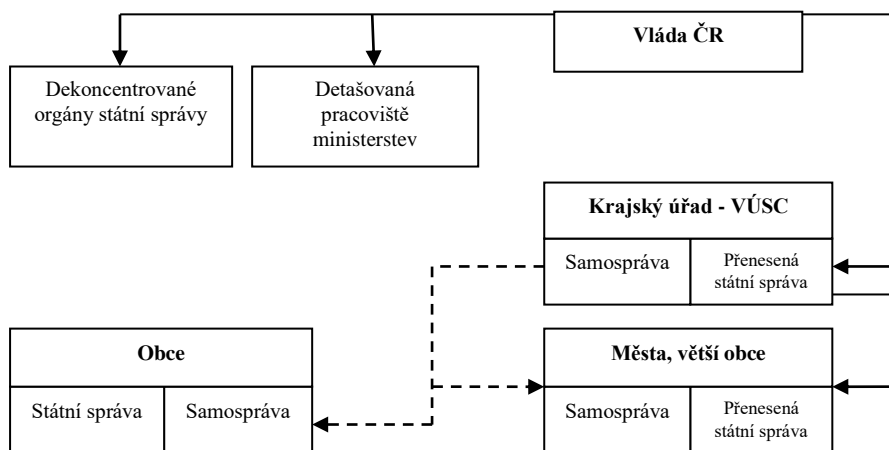 Vláda ČR
Dekoncentrované
orgány státní správy
Detašovaná
pracoviště
ministerstev
Krajský úřad - VÚSC
Samospráva
Přenesená
státní správa
Obce
Státní správa
Samospráva
Města, větší obce
Samospráva
Přenesená
státní správa